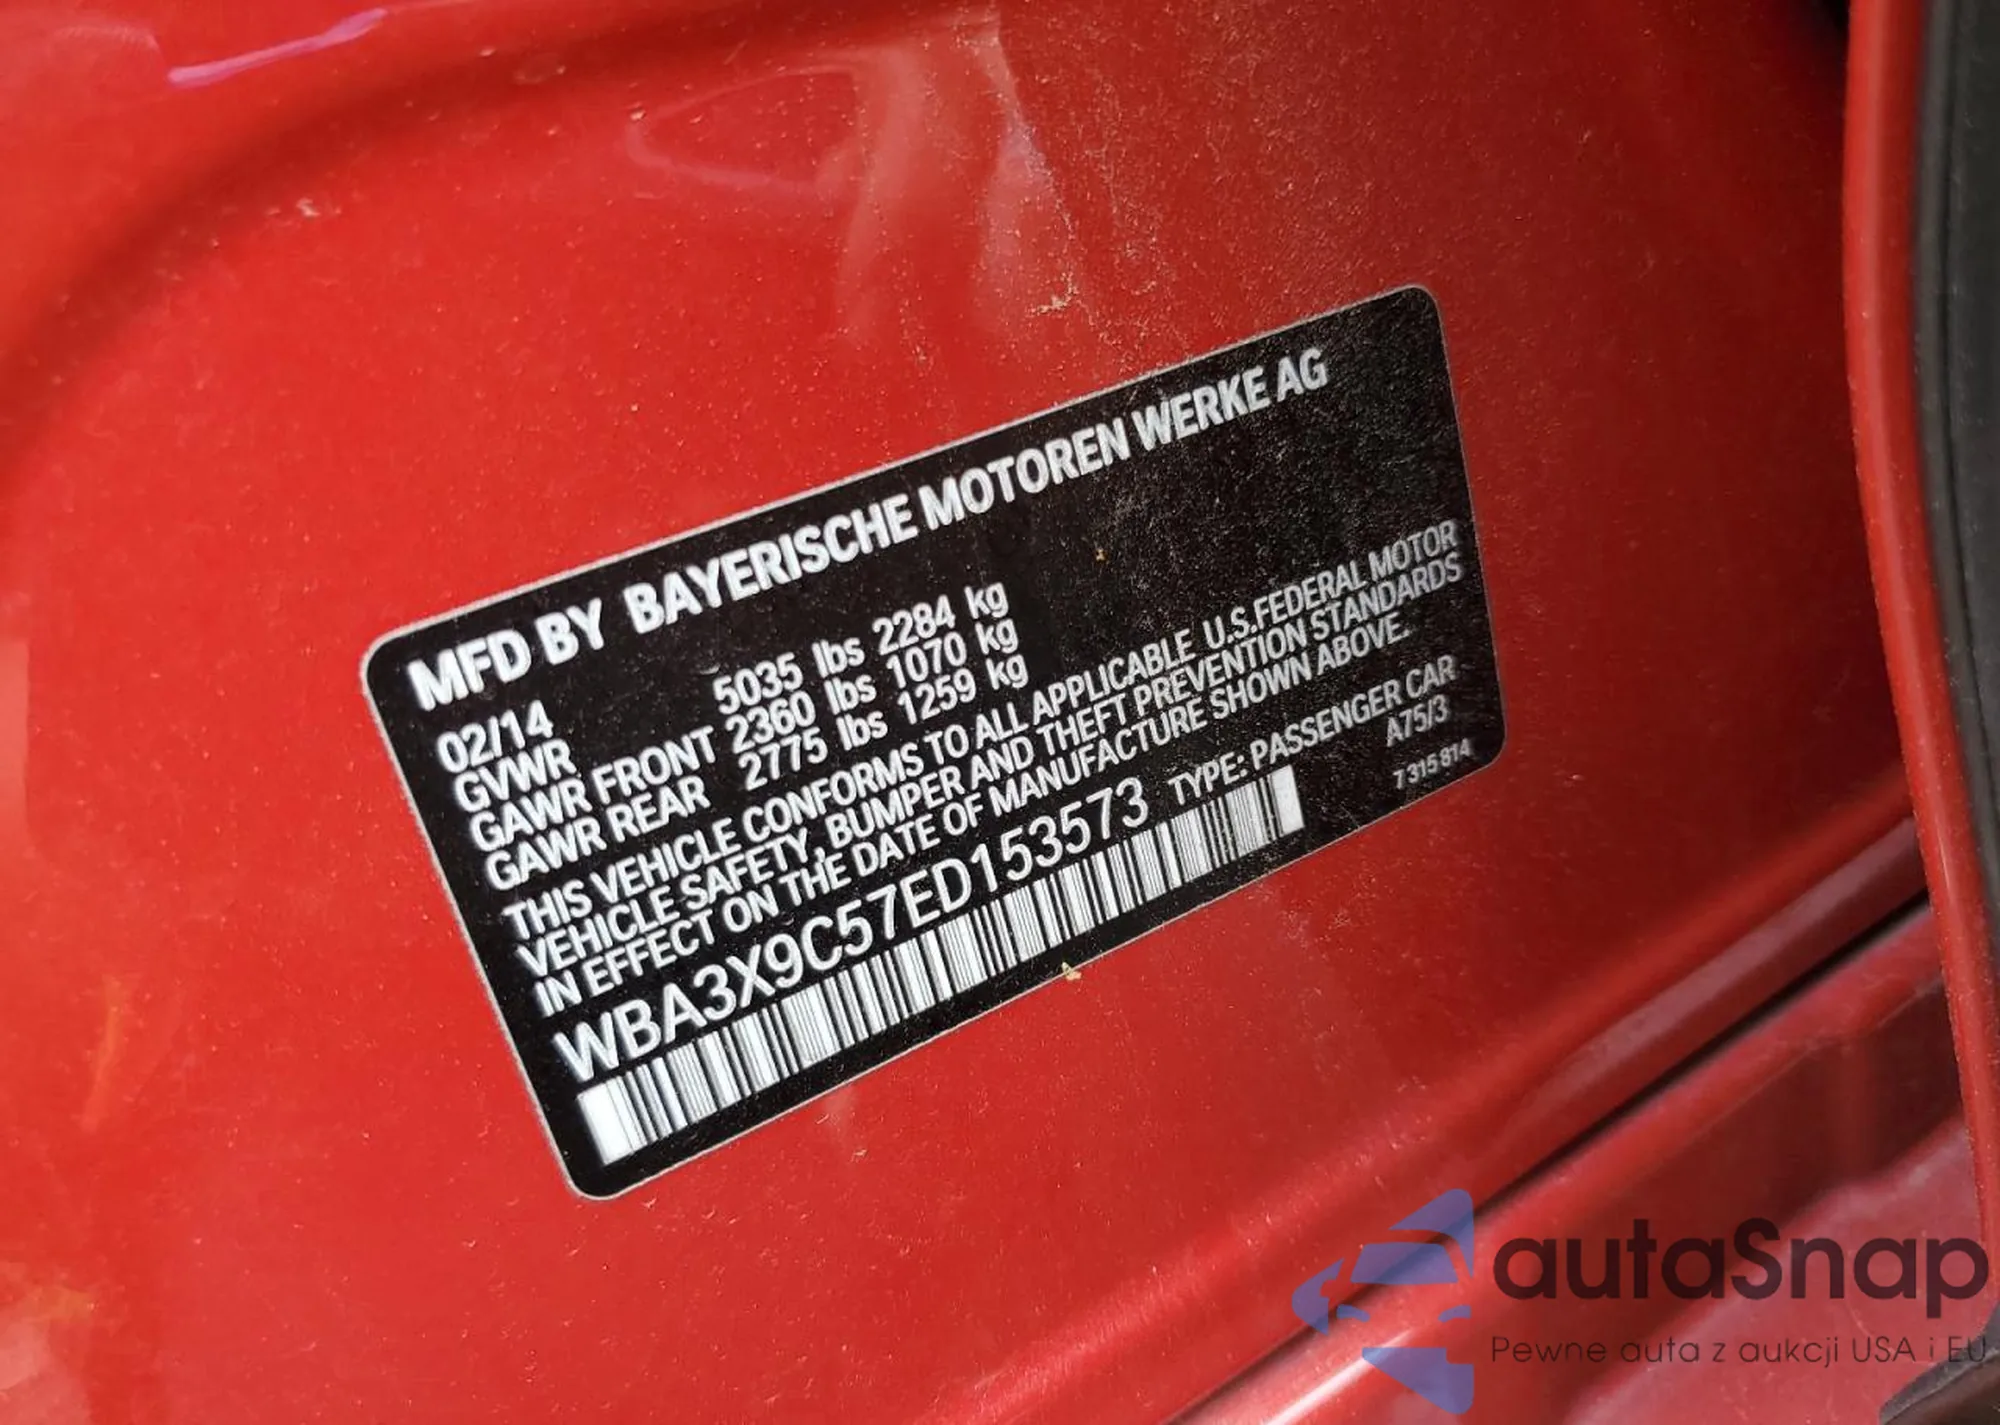 MFD BY BAYERISCHE MOTOREN WERKE AG
02/14
GVWR 5035 lbs 2284 kg
GAWR FRONT 2360 lbs 1070 kg
GAWR REAR 2775 lbs 1259 kg
THIS VEHICLE CONFORMS TO ALL APPLICABLE U.S.FEDERAL MOTOR
VEHICLE SAFETY, BUMPER AND THEFT PREVENTION STANDARDS
IN EFFECT ON THE DATE OF MANUFACTURE SHOWN ABOVE.
WBA3X9C57ED153573 TYPE: PASSENGER CAR
A75/3
7 315 814
autaSnap
Pewne auta z aukcji USA i EU